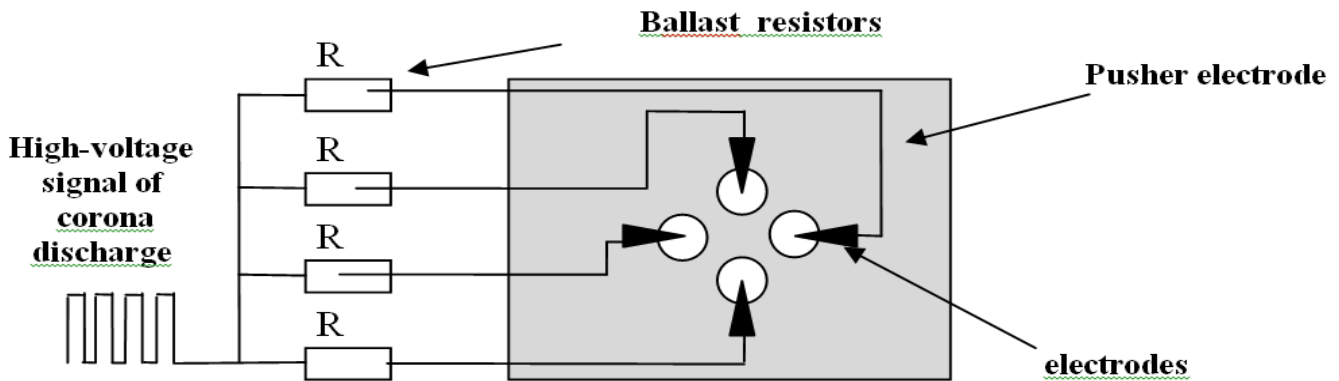 Ballast resistors
R
Pusher electrode
High-voltage
signal of
corona
discharge
R
R
R
electrodes